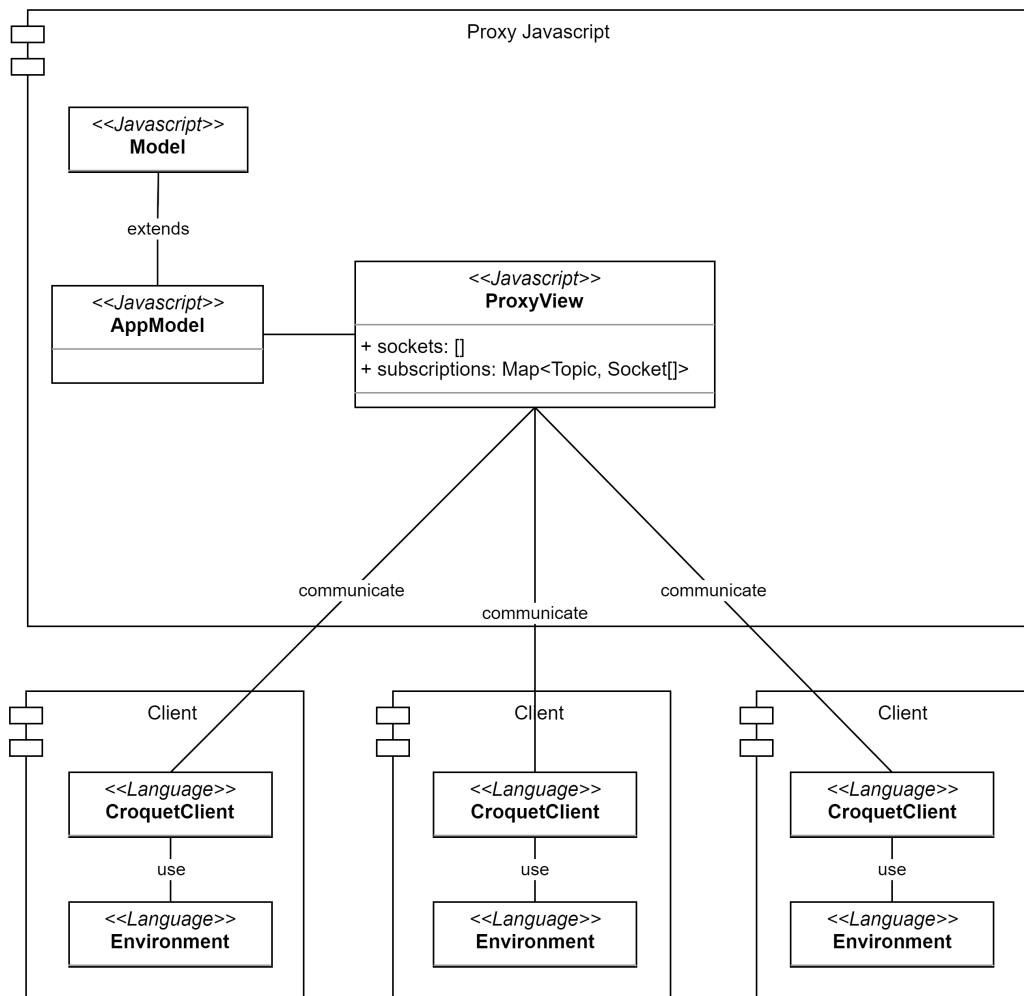 Proxy Javascript
<<Javascript>>
Model
extends
<<Javascript>>
AppModel
<<Javascript>>
ProxyView
+ sockets: []
+ subscriptions: Map<Topic, Socket[]>
communicate
communicate
communicate
Client
<<Language>>
CroquetClient
use
<<Language>>
Environment
Client
<<Language>>
CroquetClient
use
<<Language>>
Environment
Client
<<Language>>
CroquetClient
use
<<Language>>
Environment